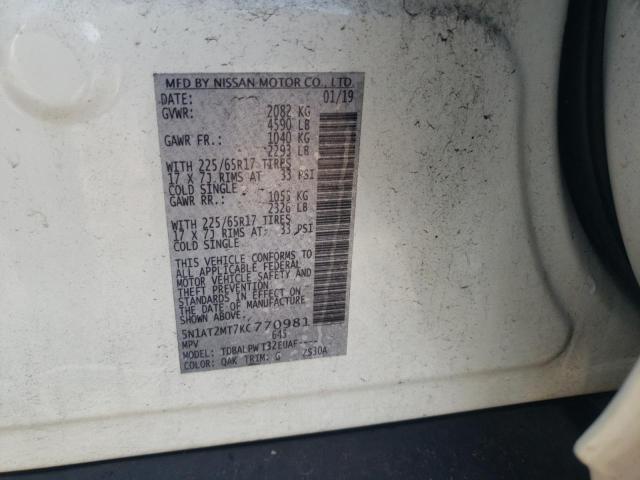 MFD BY NISSAN MOTOR CO., LTD.
DATE: 01/19
GVWR: 2082 KG
4590 LB
GAWR FR.: 1040 KG
2293 LB
WITH 225/65R17 TIRES
17 X 7J RIMS AT 33 PSI
COLD SINGLE
GAWR RR.: 1055 KG
2326 LB
WITH 225/65R17 TIRES
17 X 7J RIMS AT 33 PSI
COLD SINGLE
THIS VEHICLE CONFORMS TO
ALL APPLICABLE FEDERAL
MOTOR VEHICLE SAFETY AND
THEFT PREVENTION
STANDARDS IN EFFECT ON
THE DATE OF MANUFACTURE
SHOWN ABOVE.
5N1AT2MT7KC770981
MPV 643
MODEL: TDBALPWT32EUAF----
COLOR: QAK TRIM: G 2S30A